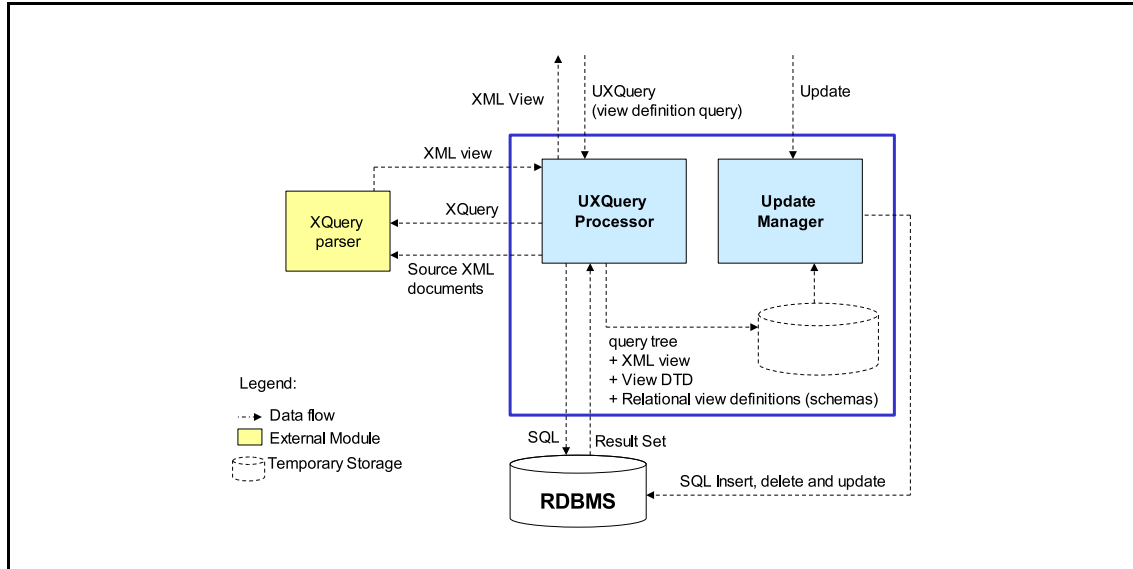 XML View
UXQuery
(view definition query)
Update
XML view
UXQuery
Processor
Update
Manager
XQuery
parser
XQuery
Source XML
documents
query tree
+ XML view
+ View DTD
+ Relational view definitions (schemas)
Legend:
Data flow
External Module
Temporary Storage
SQL
Result Set
SQL Insert, delete and update
RDBMS